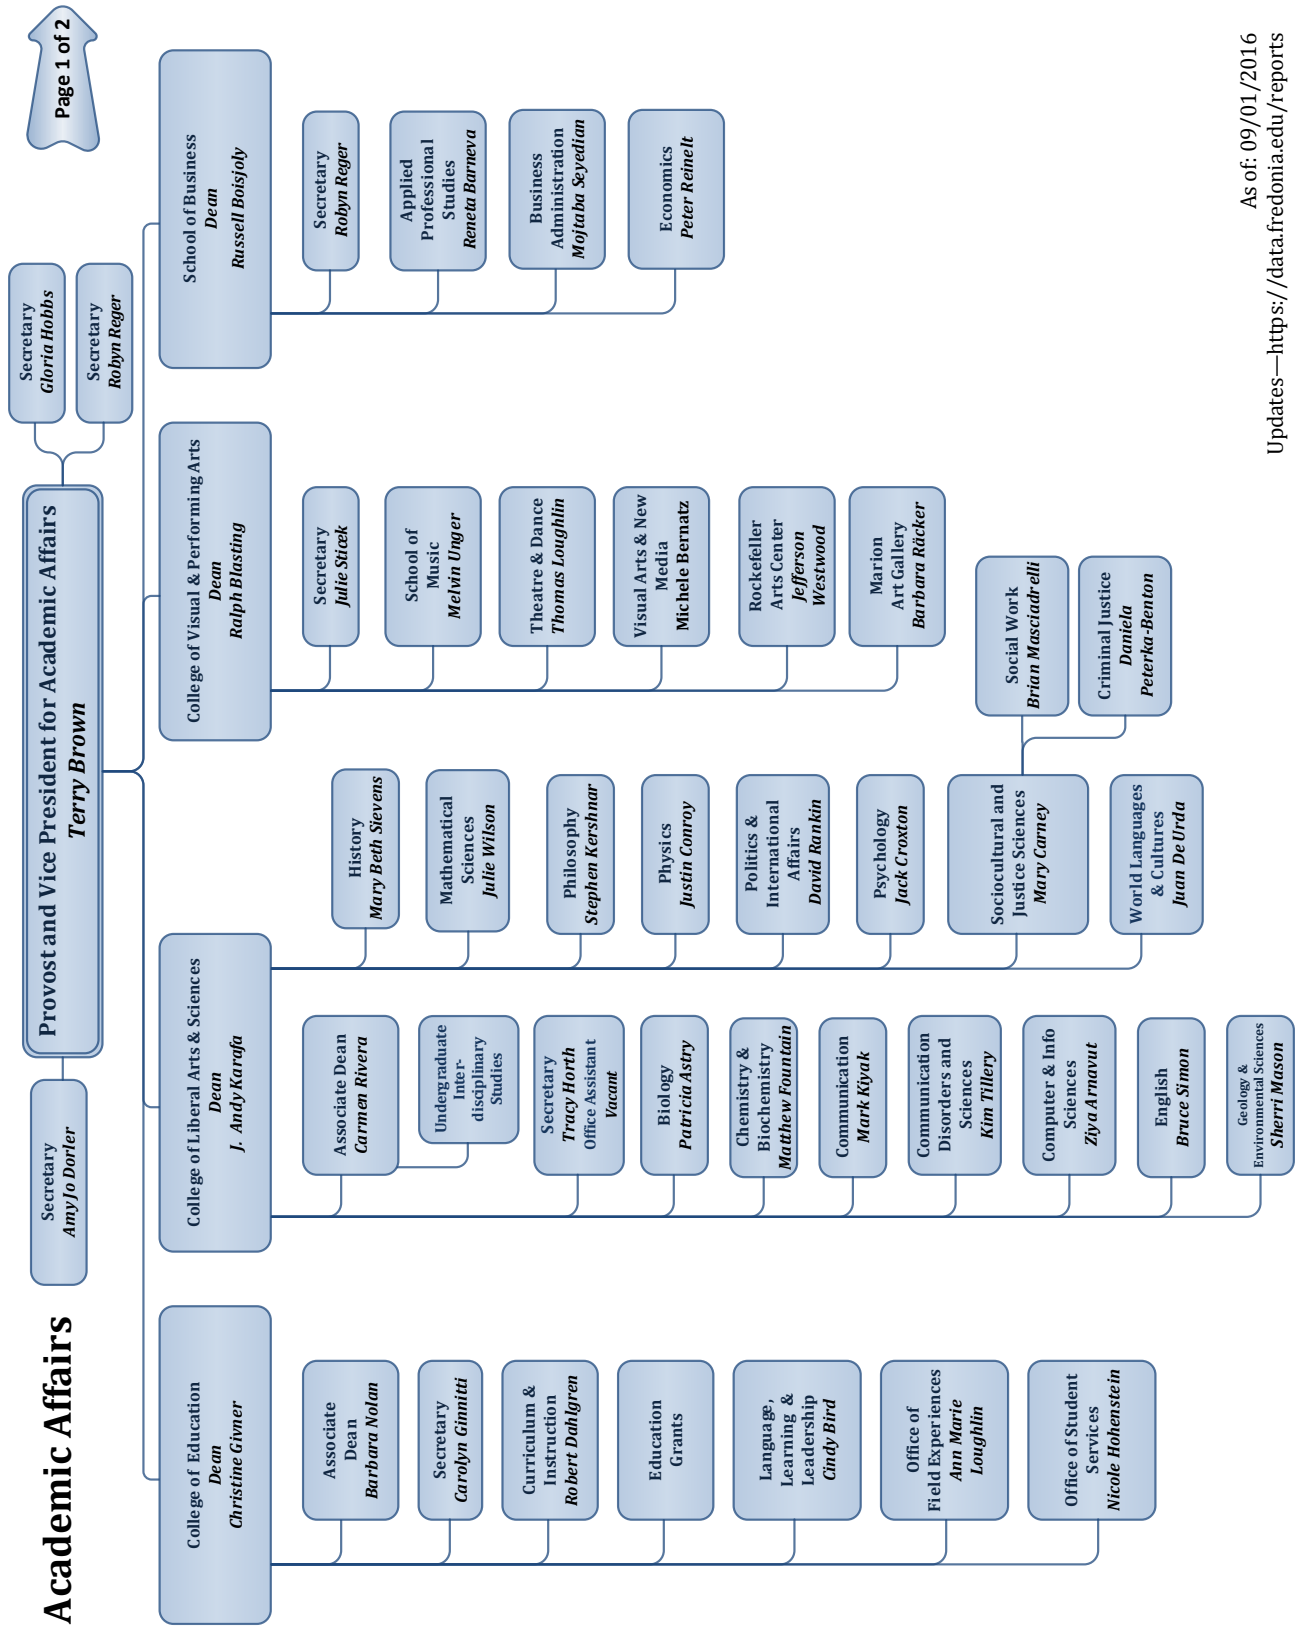 Academic Affairs
Page 1 of 2
Secretary
Amy Jo Dorler
Provost and Vice President for Academic Affairs
Terry Brown
Secretary
Gloria Hobbs
Secretary
Robyn Reger
College of Education
Dean
Christine Givner
Associate
Dean
Barbara Nolan
Secretary
Carolyn Ginnitti
Curriculum &
Instruction
Robert Dahlgren
Education
Grants
Language,
Learning &
Leadership
Cindy Bird
Office of
Field Experiences
Ann Marie
Loughlin
Office of Student
Services
Nicole Hohenstein
College of Liberal Arts & Sciences
Dean
J. Andy Karafa
Associate Dean
Carmen Rivera
Undergraduate
Inter-
disciplinary
Studies
Secretary
Tracy Horth
Office Assistant
Vacant
Biology
Patricia Astry
Chemistry &
Biochemistry
Matthew Fountain
Communication
Mark Kiyak
Communication
Disorders and
Sciences
Kim Tillery
Computer & Info
Sciences
Ziya Arnavut
English
Bruce Simon
Geology &
Environmental Sciences
Sherri Mason
History
Mary Beth Sievens
Mathematical
Sciences
Julie Wilson
Philosophy
Stephen Kershnar
Physics
Justin Conroy
Politics &
International
Affairs
David Rankin
Psychology
Jack Croxton
Sociocultural and
Justice Sciences
Mary Carney
Social Work
Brian Masciadrelli
Criminal Justice
Daniela
Peterka-Benton
World Languages
& Cultures
Juan De Urda
College of Visual & Performing Arts
Dean
Ralph Blasting
Secretary
Julie Sticek
School of
Music
Melvin Unger
Theatre & Dance
Thomas Loughlin
Visual Arts & New
Media
Michele Bernatz
Rockefeller
Arts Center
Jefferson
Westwood
Marion
Art Gallery
Barbara Räcker
School of Business
Dean
Russell Boisjoly
Secretary
Robyn Reger
Applied
Professional
Studies
Reneta Barneva
Business
Administration
Mojtaba Seyedian
Economics
Peter Reinelt
As of: 09/01/2016
Updates—https://data.fredonia.edu/reports